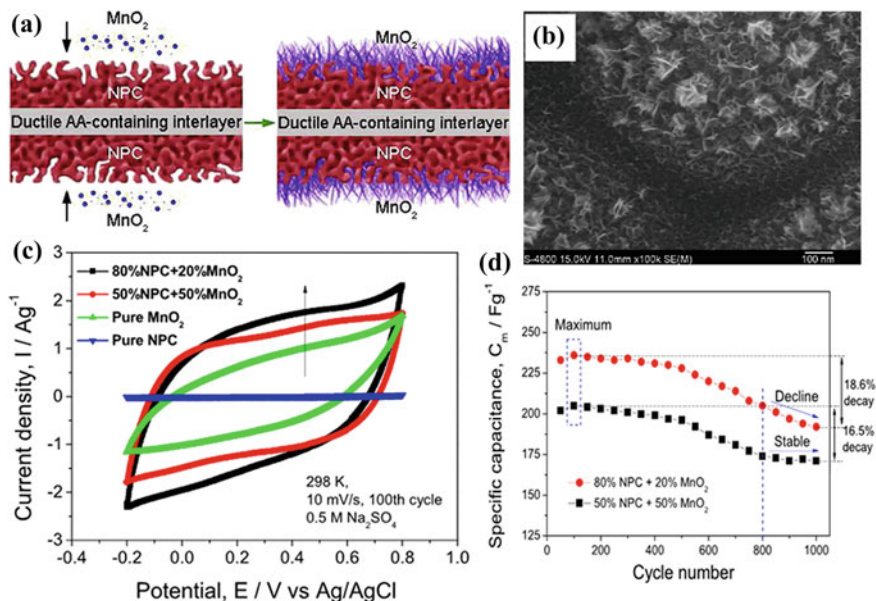 (a)
MnO₂
MnO₂
NPC
NPC
Ductile AA-containing interlayer
Ductile AA-containing interlayer
NPC
NPC
MnO₂
MnO₂
(b)
S-4800 15.0kV 11.0mm x100k SE(M)
100 nm
(c)
Current density, I / Ag⁻¹
3
2
1
0
-1
-2
-3
80%NPC+20%MnO₂
50%NPC+50%MnO₂
Pure MnO₂
Pure NPC
298 K,
10 mV/s, 100th cycle
0.5 M Na₂SO₄
-0.4 -0.2 0.0 0.2 0.4 0.6 0.8 1.0
Potential, E / V vs Ag/AgCl
(d)
Specific capacitance, Cₘ / Fg⁻¹
275
250
225
200
175
150
125
Maximum
18.6%
decay
Decline
16.5%
decay
Stable
80% NPC + 20% MnO₂
50% NPC + 50% MnO₂
0 200 400 600 800 1000
Cycle number